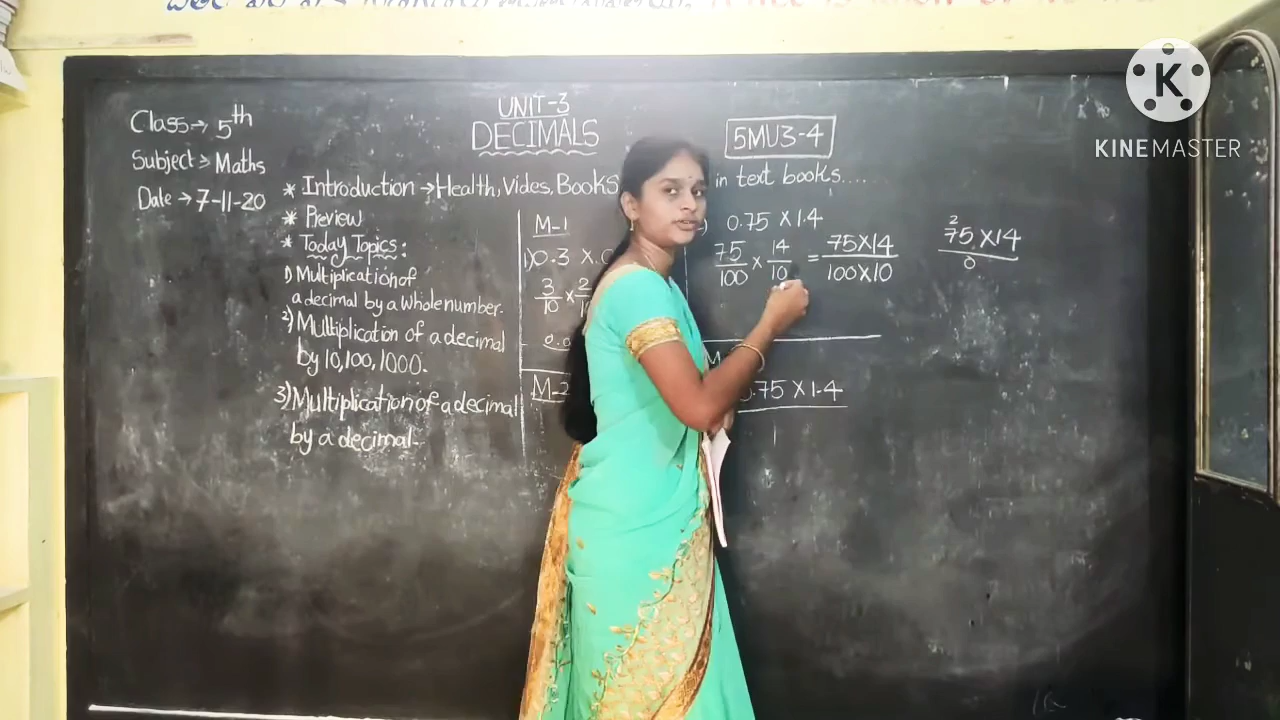 Class→ 5th
Subject→ Maths
Date → 7-11-20
UNIT-3
DECIMALS
5MU3-4
* Introduction →Health, Vides, Books in text books....
* Preview
* Today Topics:
1) Multiplication of
a decimal by a whole number.
2) Multiplication of a decimal
by 10,100,1000.
3) Multiplication of a decimal
by a decimal.
M-1
1) 0.3 X
3/10 x 2/
M-2
) 0.75 X 1.4
75/100 x 14/10 = 75X14/100X10
.75 X 1.4
2
75 X 14
0
K
KINEMASTER